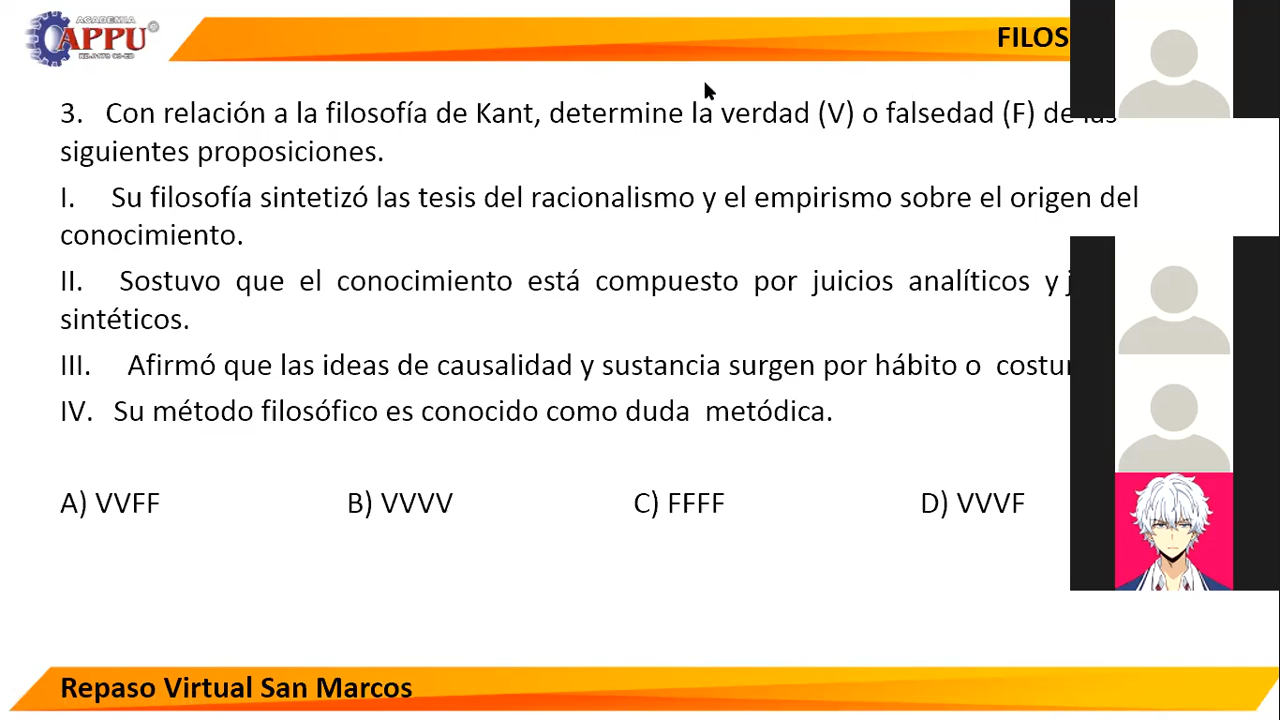 ACADEMIA
APPU
FILOS
3. Con relación a la filosofía de Kant, determine la verdad (V) o falsedad (F) de las
siguientes proposiciones.
I. Su filosofía sintetizó las tesis del racionalismo y el empirismo sobre el origen del
conocimiento.
II. Sostuvo que el conocimiento está compuesto por juicios analíticos y
sintéticos.
III. Afirmó que las ideas de causalidad y sustancia surgen por hábito o
IV. Su método filosófico es conocido como duda metódica.
A) VVFF B) VVVV C) FFFF D) VVVF
Repaso Virtual San Marcos